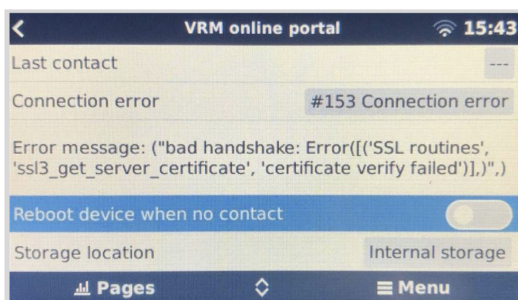 VRM online portal 15:43
Last contact ---
Connection error #153 Connection error
Error message: ("bad handshake: Error([('SSL routines',
'ssl3_get_server_certificate', 'certificate verify failed')],)",)
Reboot device when no contact
Storage location Internal storage
Pages Menu